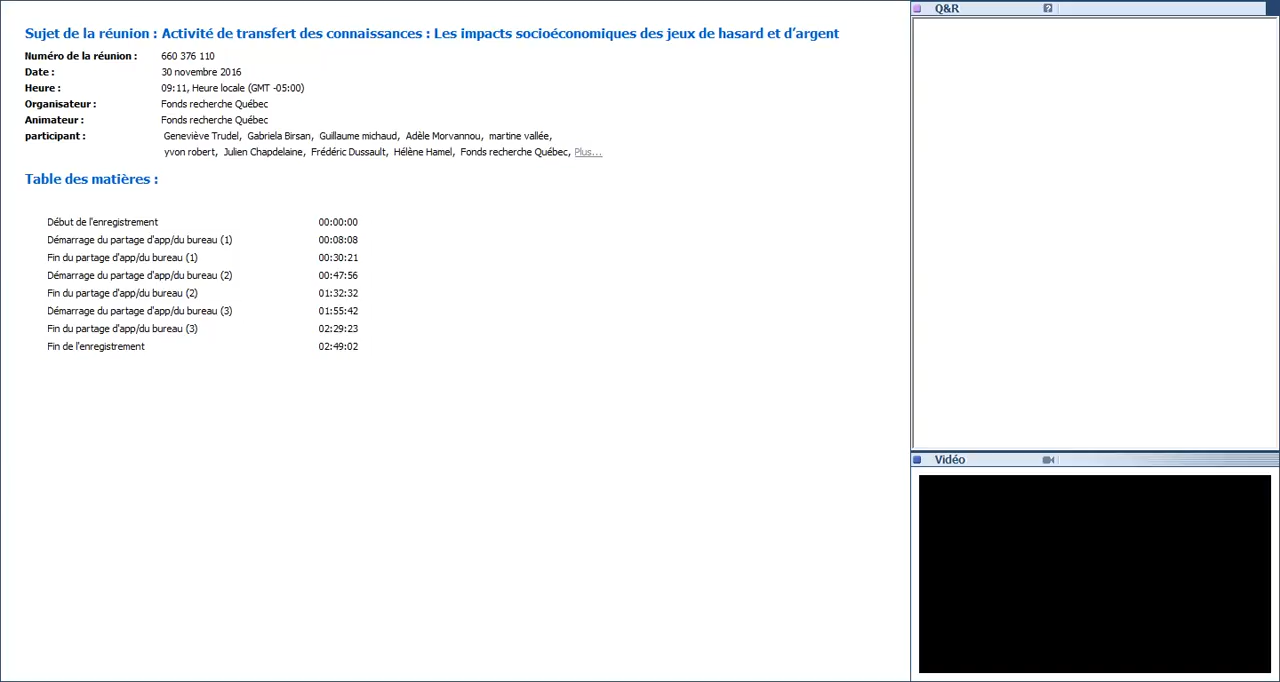 Sujet de la réunion : Activité de transfert des connaissances : Les impacts socioéconomiques des jeux de hasard et d’argent
Numéro de la réunion : 660 376 110
Date : 30 novembre 2016
Heure : 09:11, Heure locale (GMT -05:00)
Organisateur : Fonds recherche Québec
Animateur : Fonds recherche Québec
participant : Geneviève Trudel, Gabriela Birsan, Guillaume michaud, Adèle Morvannou, martine vallée,
yvon robert, Julien Chapdelaine, Frédéric Dussault, Hélène Hamel, Fonds recherche Québec, Plus...
Table des matières :
Début de l'enregistrement 00:00:00
Démarrage du partage d'app/du bureau (1) 00:08:08
Fin du partage d'app/du bureau (1) 00:30:21
Démarrage du partage d'app/du bureau (2) 00:47:56
Fin du partage d'app/du bureau (2) 01:32:32
Démarrage du partage d'app/du bureau (3) 01:55:42
Fin du partage d'app/du bureau (3) 02:29:23
Fin de l'enregistrement 02:49:02
Q&R ?
Vidéo